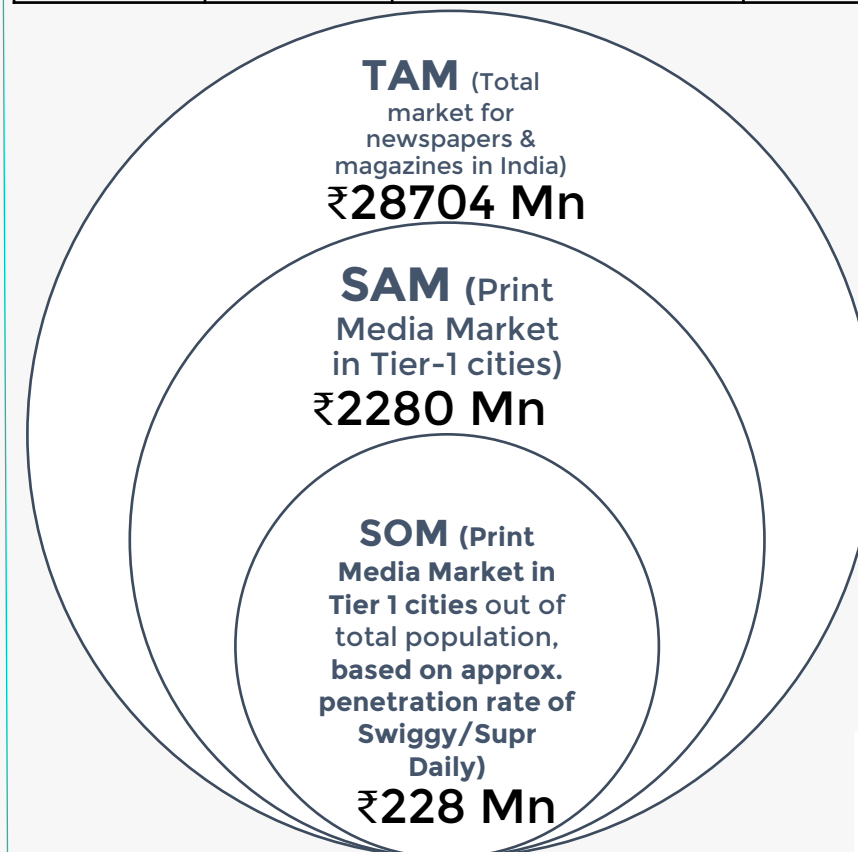 TAM (Total
market for
newspapers &
magazines in India)
₹28704 Mn
SAM (Print
Media Market
in Tier-1 cities)
₹2280 Mn
SOM (Print
Media Market in
Tier 1 cities out of
total population,
based on approx.
penetration rate of
Swiggy/Supr
Daily)
₹228 Mn